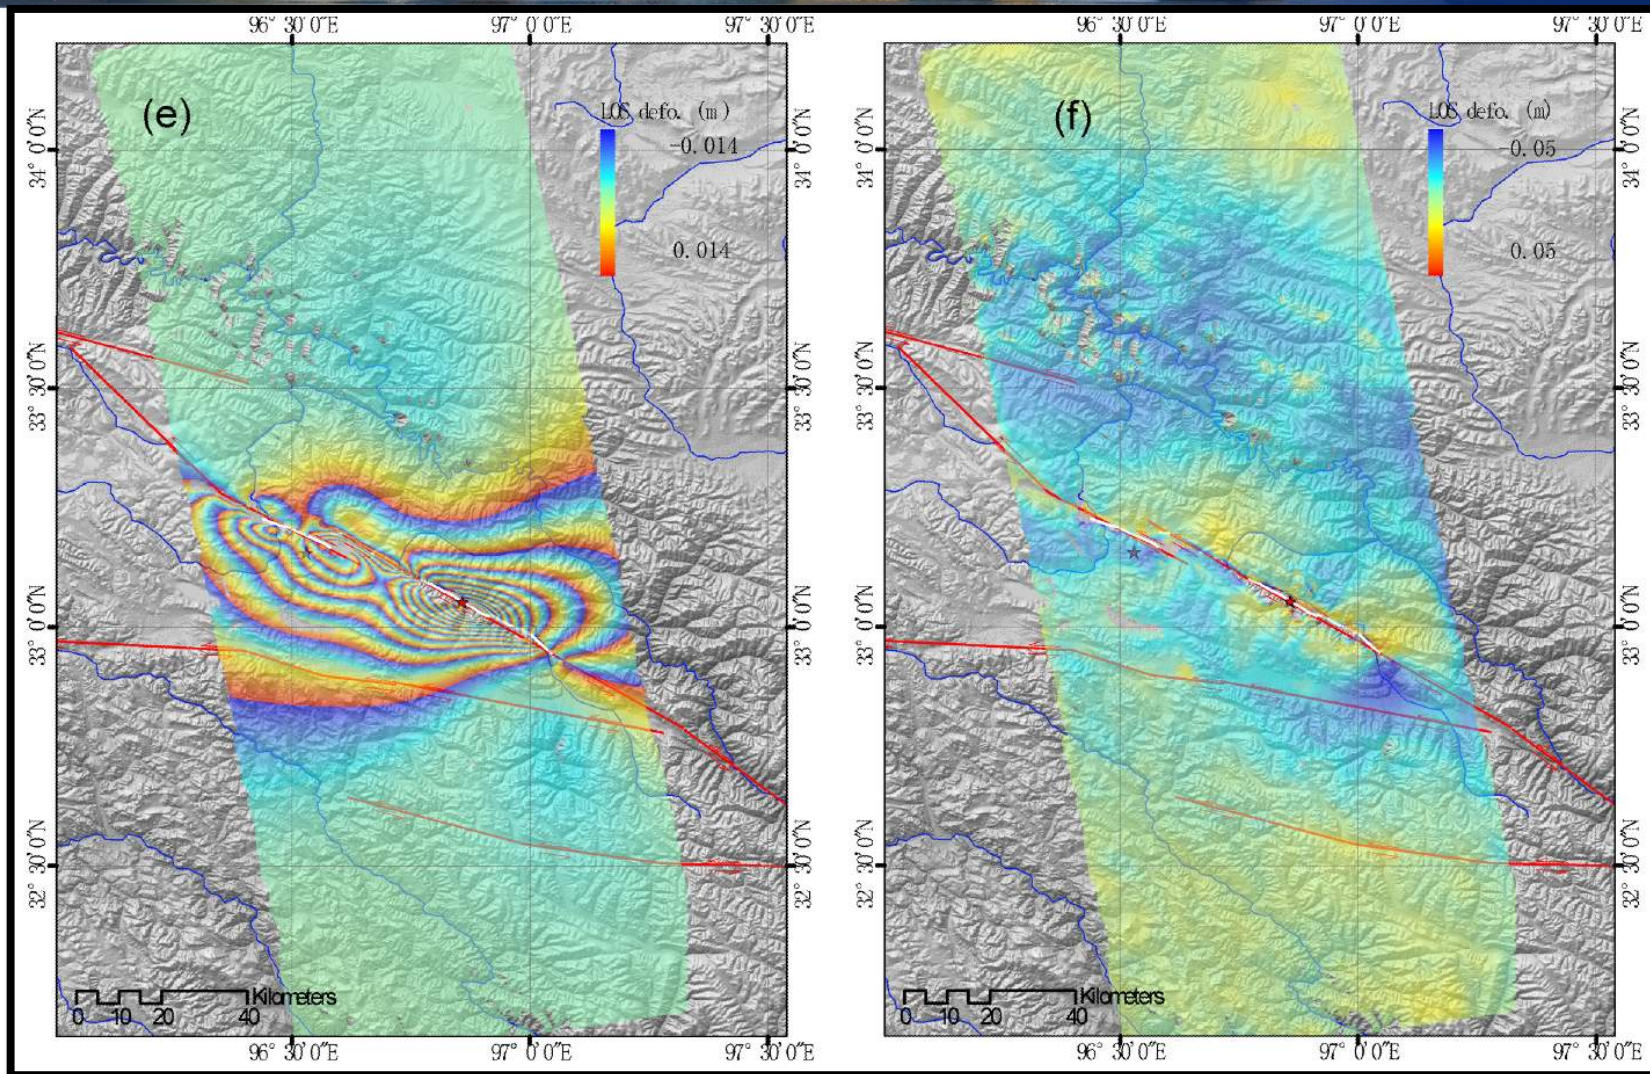 96° 30′0″E 97° 0′0″E 97° 30′0″E
96° 30′0″E 97° 0′0″E 97° 30′0″E
(e)
LOS defo. (m)
-0.014
0.014
(f)
LOS defo. (m)
-0.05
0.05
34° 0′0″N
34° 0′0″N
34° 0′0″N
34° 0′0″N
33° 30′0″N
33° 30′0″N
33° 30′0″N
33° 30′0″N
33° 0′0″N
33° 0′0″N
33° 0′0″N
33° 0′0″N
32° 30′0″N
32° 30′0″N
32° 30′0″N
32° 30′0″N
Kilometers
0 10 20 40
Kilometers
0 10 20 40
96° 30′0″E 97° 0′0″E 97° 30′0″E
96° 30′0″E 97° 0′0″E 97° 30′0″E